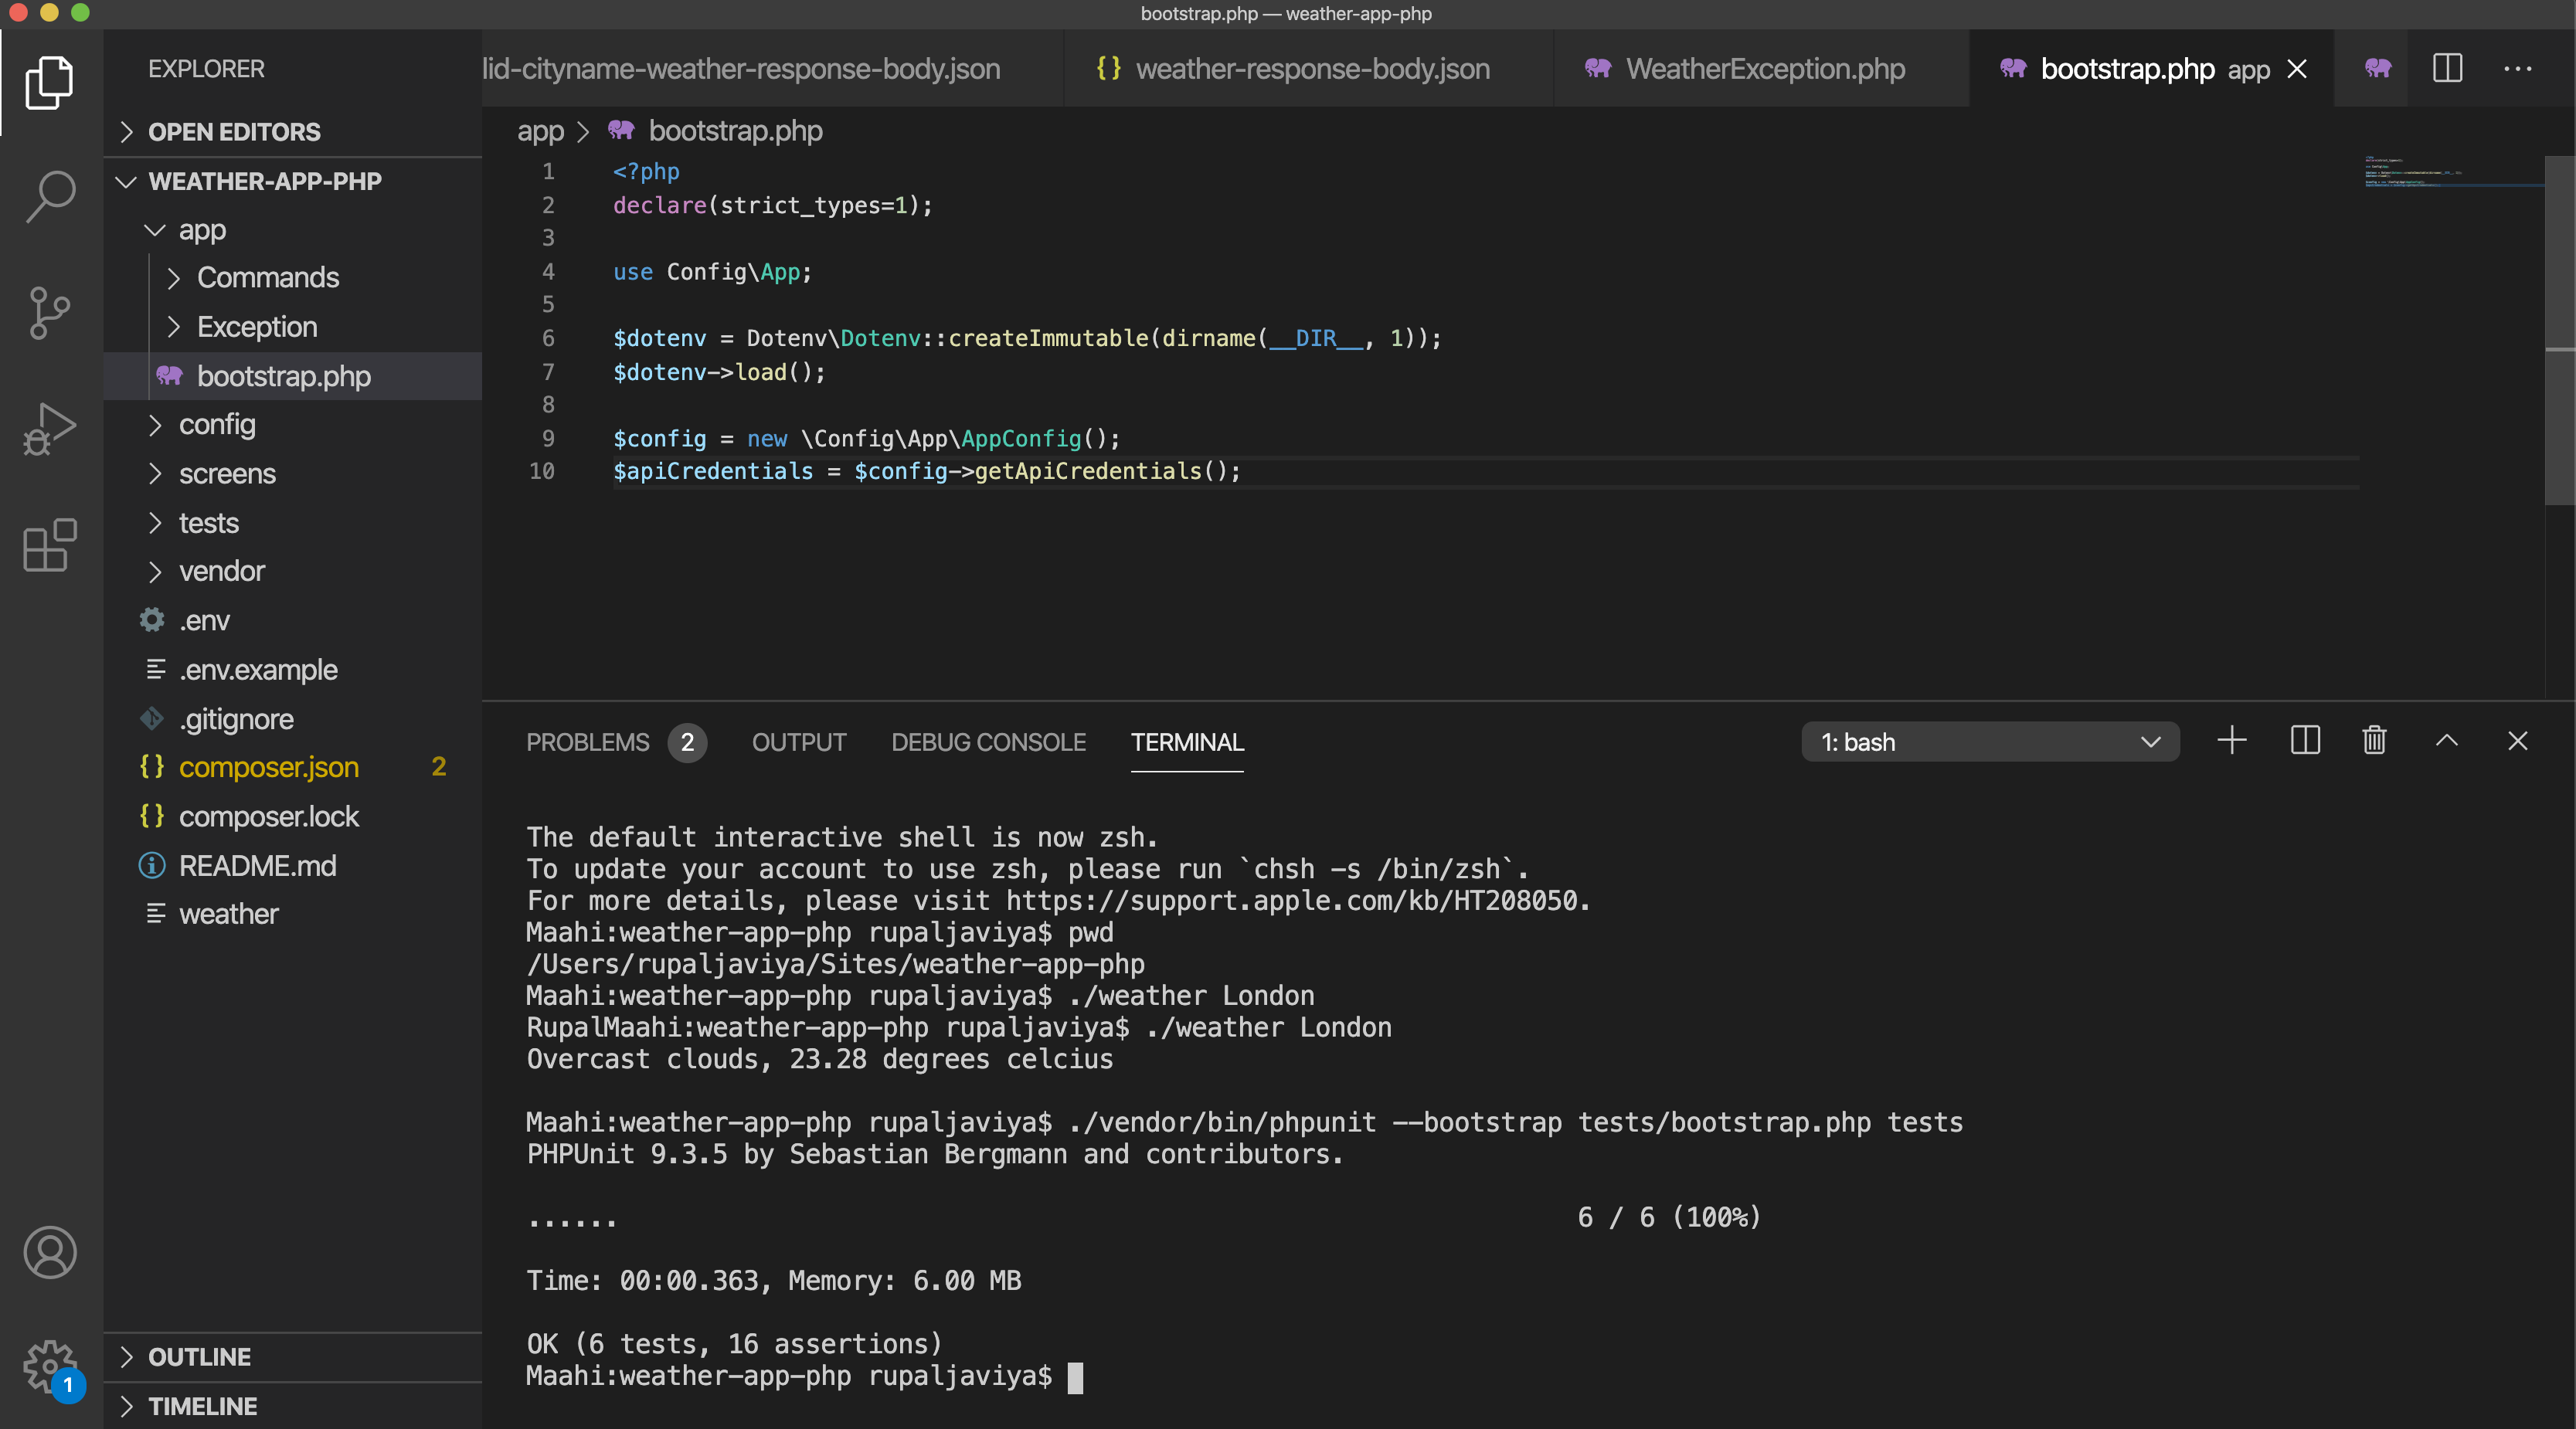 bootstrap.php — weather-app-php
EXPLORER
OPEN EDITORS
WEATHER-APP-PHP
app
Commands
Exception
bootstrap.php
config
screens
tests
vendor
.env
.env.example
.gitignore
composer.json 2
composer.lock
README.md
weather
OUTLINE
TIMELINE
1
lid-cityname-weather-response-body.json
weather-response-body.json
WeatherException.php
bootstrap.php app
app > bootstrap.php
1 <?php
2 declare(strict_types=1);
3
4 use Config\App;
5
6 $dotenv = Dotenv\Dotenv::createImmutable(dirname(__DIR__, 1));
7 $dotenv->load();
8
9 $config = new \Config\App\AppConfig();
10 $apiCredentials = $config->getApiCredentials();
PROBLEMS 2 OUTPUT DEBUG CONSOLE TERMINAL
1: bash
The default interactive shell is now zsh.
To update your account to use zsh, please run `chsh -s /bin/zsh`.
For more details, please visit https://support.apple.com/kb/HT208050.
Maahi:weather-app-php rupaljaviya$ pwd
/Users/rupaljaviya/Sites/weather-app-php
Maahi:weather-app-php rupaljaviya$ ./weather London
RupalMaahi:weather-app-php rupaljaviya$ ./weather London
Overcast clouds, 23.28 degrees celcius
Maahi:weather-app-php rupaljaviya$ ./vendor/bin/phpunit --bootstrap tests/bootstrap.php tests
PHPUnit 9.3.5 by Sebastian Bergmann and contributors.
...... 6 / 6 (100%)
Time: 00:00.363, Memory: 6.00 MB
OK (6 tests, 16 assertions)
Maahi:weather-app-php rupaljaviya$